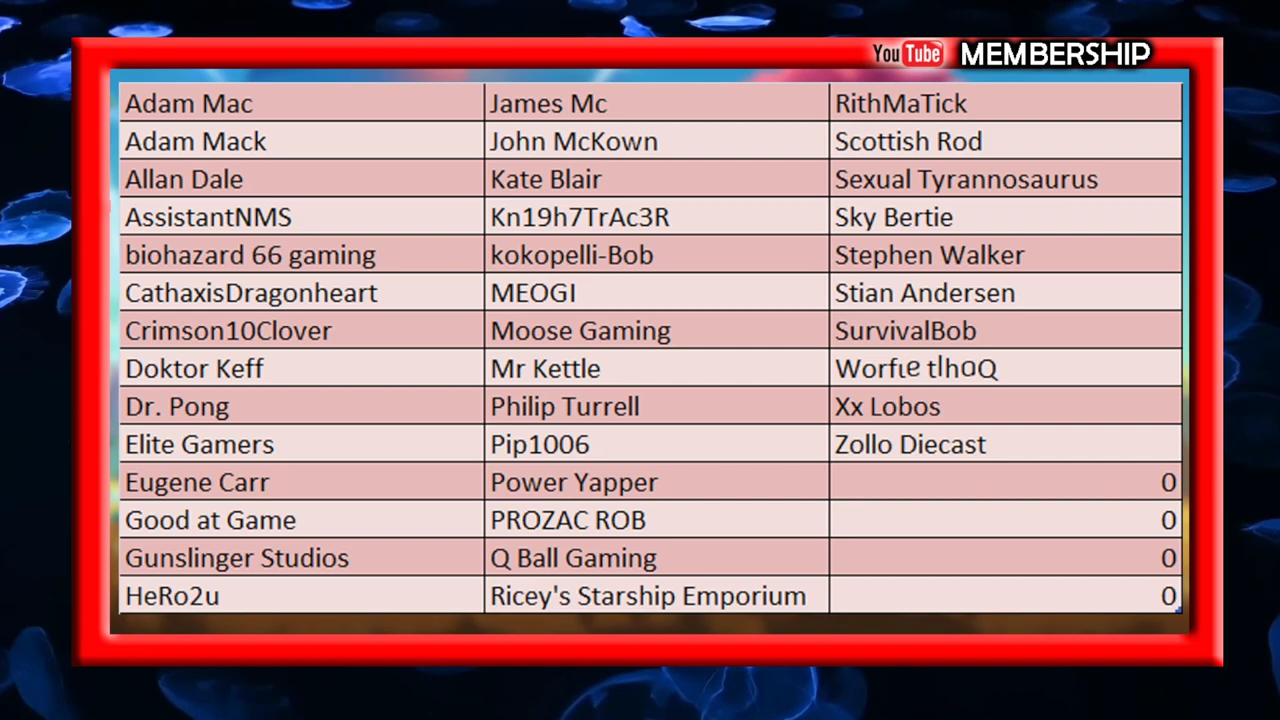 YouTube MEMBERSHIP
Adam Mac James Mc RithMaTick
Adam Mack John McKown Scottish Rod
Allan Dale Kate Blair Sexual Tyrannosaurus
AssistantNMS Kn19h7TrAc3R Sky Bertie
biohazard 66 gaming kokopelli-Bob Stephen Walker
CathaxisDragonheart MEOGI Stian Andersen
Crimson10Clover Moose Gaming SurvivalBob
Doktor Keff Mr Kettle Worfɩɐ tlhɑQ
Dr. Pong Philip Turrell Xx Lobos
Elite Gamers Pip1006 Zollo Diecast
Eugene Carr Power Yapper 0
Good at Game PROZAC ROB 0
Gunslinger Studios Q Ball Gaming 0
HeRo2u Ricey's Starship Emporium 0